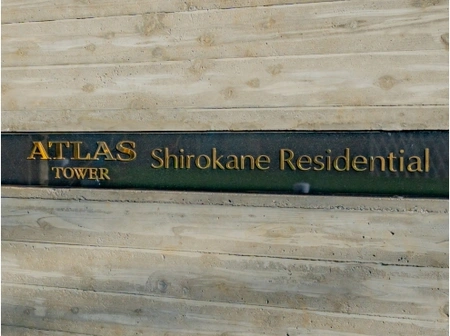 ATLAS
TOWER
Shirokane Residential